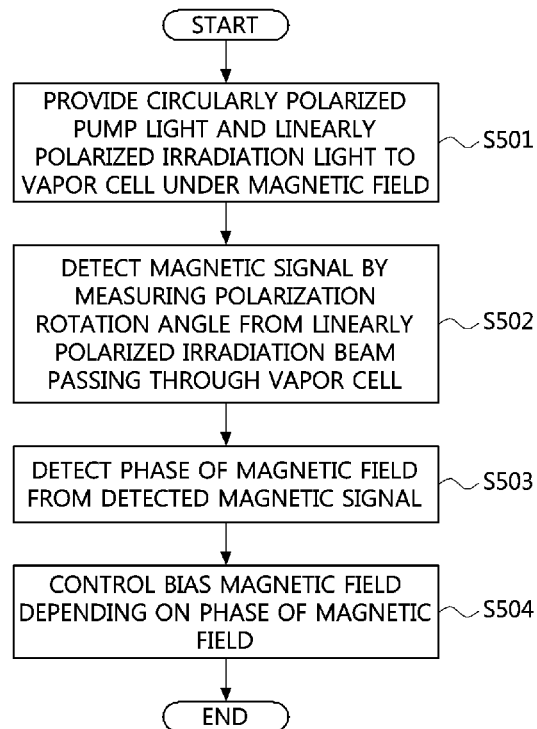 START
PROVIDE CIRCULARLY POLARIZED
PUMP LIGHT AND LINEARLY
POLARIZED IRRADIATION LIGHT TO
VAPOR CELL UNDER MAGNETIC FIELD
S501
DETECT MAGNETIC SIGNAL BY
MEASURING POLARIZATION
ROTATION ANGLE FROM LINEARLY
POLARIZED IRRADIATION BEAM
PASSING THROUGH VAPOR CELL
S502
DETECT PHASE OF MAGNETIC FIELD
FROM DETECTED MAGNETIC SIGNAL
S503
CONTROL BIAS MAGNETIC FIELD
DEPENDING ON PHASE OF MAGNETIC
FIELD
S504
END